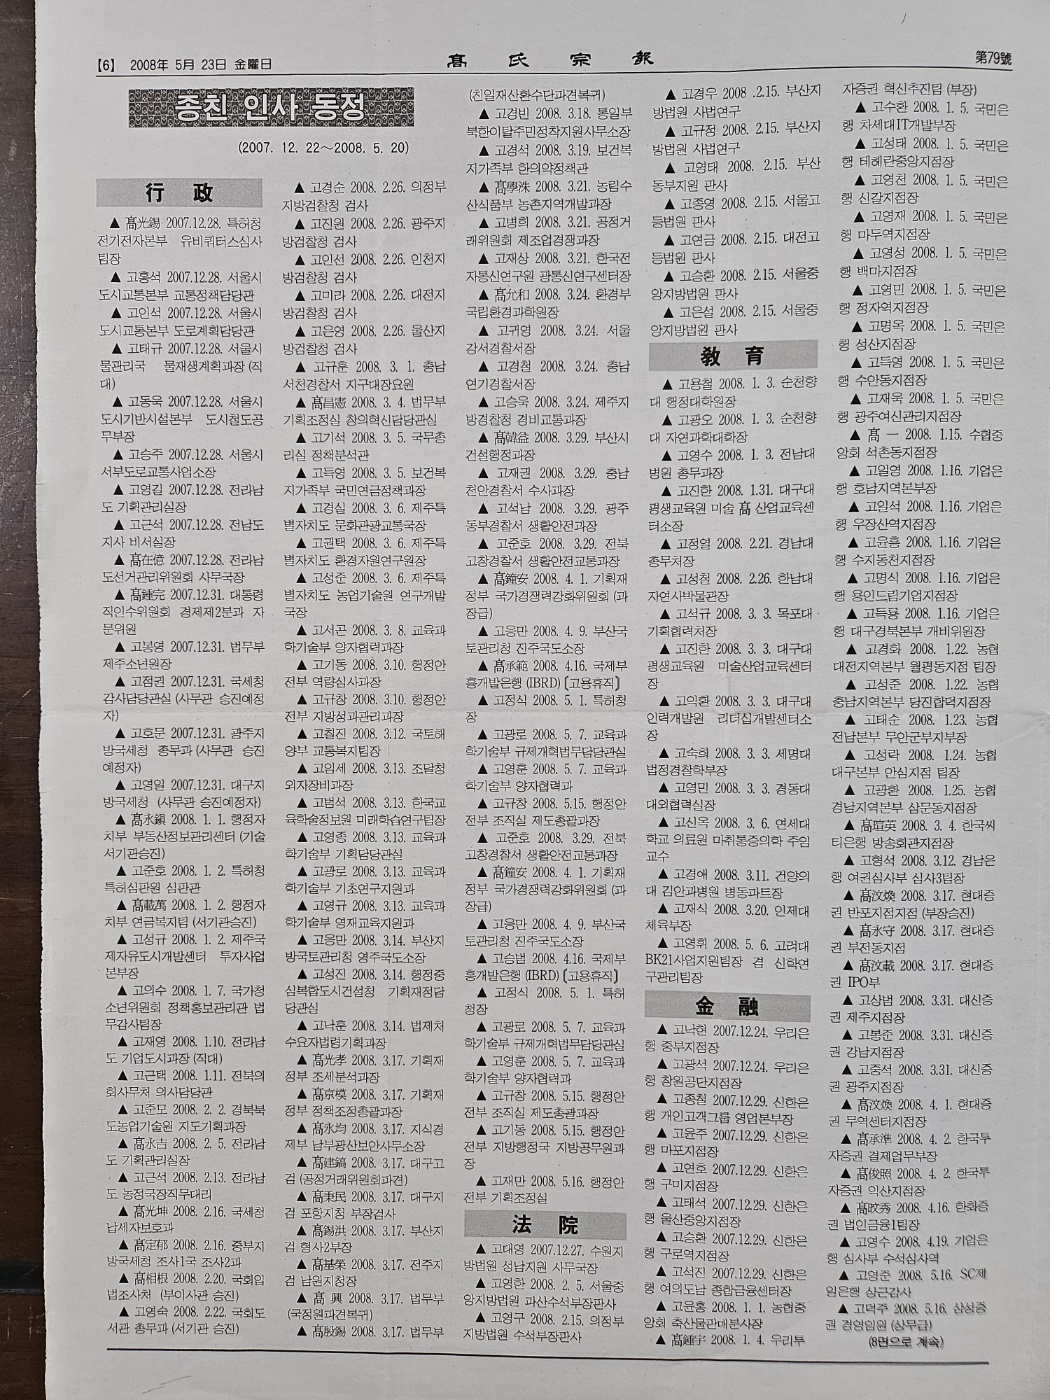 【6】 2008年 5月 23日 金曜日
高氏宗報
第79號
종친 인사 동정
(2007. 12. 22～2008. 5. 20)
行政
▲ 高光錫 2007.12.28. 특허청
전기전자본부 유비쿼터스심사
팀장
▲ 고홍석 2007.12.28. 서울시
도시교통본부 교통정책담당관
▲ 고인석 2007.12.28. 서울시
도시교통본부 도로계획담당관
▲ 고태규 2007.12.28. 서울시
물관리국 물재생계획과장 (직
대)
▲ 고동욱 2007.12.28. 서울시
도시기반시설본부 도시철도공
무부장
▲ 고승주 2007.12.28. 서울시
서부도로교통사업소장
▲ 고영길 2007.12.28. 전라남
도 기획관리실장
▲ 고근석 2007.12.28. 전남도
지사 비서실장
▲ 高在億 2007.12.28. 전라남
도선거관리위원회 사무국장
▲ 高鍾完 2007.12.31. 대통령
직인수위원회 경제제2분과 자
문위원
▲ 고봉영 2007.12.31. 법무부
제주소년원장
▲ 고점권 2007.12.31. 국세청
감사담당관실 (사무관 승진예정
자)
▲ 고호문 2007.12.31. 광주지
방국세청 총무과 (사무관 승진
예정자)
▲ 고영일 2007.12.31. 대구지
방국세청 (사무관 승진예정자)
▲ 高永鎭 2008. 1. 1. 행정자
치부 부동산정보관리센터 (기술
서기관승진)
▲ 고준호 2008. 1. 2. 특허청
특허심판원 심판관
▲ 高載萬 2008. 1. 2. 행정자
치부 연금복지팀 (서기관승진)
▲ 고성규 2008. 1. 2. 제주국
제자유도시개발센터 투자사업
본부장
▲ 고의수 2008. 1. 7. 국가청
소년위원회 정책홍보관리관 법
무감사팀장
▲ 고재영 2008. 1.10. 전라남
도 기업도시과장 (직대)
▲ 고근택 2008. 1.11. 전북의
회사무처 의사담당관
▲ 고준모 2008. 2. 2. 경북북
도농업기술원 지도기획과장
▲ 高永吉 2008. 2. 5. 전라남
도 기획관리실장
▲ 고근석 2008. 2.13. 전라남
도 농정국장직무대리
▲ 高光坤 2008. 2.16. 국세청
납세자보호과
▲ 高定郁 2008. 2.16. 중부지
방국세청 조사1국 조사2과
▲ 高相根 2008. 2.20. 국회입
법조사처 (부이사관 승진)
▲ 고영숙 2008. 2.22. 국회도
서관 총무과 (서기관 승진)
▲ 고경순 2008. 2.26. 의정부
지방검찰청 검사
▲ 고진원 2008. 2.26. 광주지
방검찰청 검사
▲ 고인선 2008. 2.26. 인천지
방검찰청 검사
▲ 고미라 2008. 2.26. 대전지
방검찰청 검사
▲ 고은영 2008. 2.26. 울산지
방검찰청 검사
▲ 고규훈 2008. 3. 1. 충남
서천경찰서 지구대장요원
▲ 高昌憲 2008. 3. 4. 법무부
기획조정실 창의혁신담당관실
▲ 고기석 2008. 3. 5. 국무총
리실 정책분석관
▲ 고득영 2008. 3. 5. 보건복
지가족부 국민연금정책과장
▲ 고경실 2008. 3. 6. 제주특
별자치도 문화관광교통국장
▲ 고권택 2008. 3. 6. 제주특
별자치도 환경자원연구원장
▲ 고성준 2008. 3. 6. 제주특
별자치도 농업기술원 연구개발
국장
▲ 고서곤 2008. 3. 8. 교육과
학기술부 양자협력과장
▲ 고기동 2008. 3.10. 행정안
전부 역량심사과장
▲ 고규창 2008. 3.10. 행정안
전부 지방성과관리과장
▲ 고칠진 2008. 3.12. 국토해
양부 교통복지팀장
▲ 고임세 2008. 3.13. 조달청
외자장비과장
▲ 고범석 2008. 3.13. 한국교
육학술정보원 미래학습연구팀장
▲ 고영종 2008. 3.13. 교육과
학기술부 기획담당관실
▲ 고광로 2008. 3.13. 교육과
학기술부 기초연구지원과
▲ 고영규 2008. 3.13. 교육과
학기술부 영재교육지원과
▲ 고응만 2008. 3.14. 부산지
방국토관리청 영주국도소장
▲ 고성진 2008. 3.14. 행정중
심복합도시건설청 기획재정담
당관실
▲ 고낙훈 2008. 3.14. 법제처
수요자법령기획과장
▲ 高光孝 2008. 3.17. 기획재
정부 조세분석과장
▲ 高京模 2008. 3.17. 기획재
정부 정책조정총괄과장
▲ 高永均 2008. 3.17. 지식경
제부 남부광산보안사무소장
▲ 高建鎬 2008. 3.17. 대구고
검 (공정거래위원회파견)
▲ 高秉民 2008. 3.17. 대구지
검 포항지청 부장검사
▲ 高錫洪 2008. 3.17. 부산지
검 형사2부장
▲ 高基榮 2008. 3.17. 전주지
검 남원지청장
▲ 高興 2008. 3.17. 법무부
(국정원파견복귀)
▲ 高殷錫 2008. 3.17. 법무부
(친일재산환수단파견복귀)
▲ 고경빈 2008. 3.18. 통일부
북한이탈주민정착지원사무소장
▲ 고경석 2008. 3.19. 보건복
지가족부 한의약정책관
▲ 高學洙 2008. 3.21. 농림수
산식품부 농촌지역개발과장
▲ 고병희 2008. 3.21. 공정거
래위원회 제조업경쟁과장
▲ 고재상 2008. 3.21. 한국전
자통신연구원 광통신연구센터장
▲ 高允和 2008. 3.24. 환경부
국립환경과학원장
▲ 고귀영 2008. 3.24. 서울
강서경찰서장
▲ 고경철 2008. 3.24. 충남
연기경찰서장
▲ 고승욱 2008. 3.24. 제주지
방경찰청 경비교통과장
▲ 高韓益 2008. 3.29. 부산시
건설행정과장
▲ 고재권 2008. 3.29. 충남
천안경찰서 수사과장
▲ 고석남 2008. 3.29. 광주
동부경찰서 생활안전과장
▲ 고준호 2008. 3.29. 전북
고창경찰서 생활안전교통과장
▲ 高鐘安 2008. 4. 1. 기획재
정부 국가경쟁력강화위원회 (과
장급)
▲ 고응만 2008. 4. 9. 부산국
토관리청 진주국도소장
▲ 高承範 2008. 4.16. 국제부
흥개발은행 (IBRD) [고용휴직]
▲ 고정식 2008. 5. 1. 특허청
장
▲ 고광로 2008. 5. 7. 교육과
학기술부 규제개혁법무담당관실
▲ 고영훈 2008. 5. 7. 교육과
학기술부 양자협력과
▲ 고규창 2008. 5.15. 행정안
전부 조직실 제도총괄과장
▲ 고준호 2008. 3.29. 전북
고창경찰서 생활안전교통과장
▲ 高鐘安 2008. 4. 1. 기획재
정부 국가경쟁력강화위원회 (과
장급)
▲ 고응만 2008. 4. 9. 부산국
토관리청 진주국도소장
▲ 고승범 2008. 4.16. 국제부
흥개발은행 (IBRD) [고용휴직]
▲ 고정식 2008. 5. 1. 특허
청장
▲ 고광로 2008. 5. 7. 교육과
학기술부 규제개혁법무담당관실
▲ 고영훈 2008. 5. 7. 교육과
학기술부 양자협력과
▲ 고규창 2008. 5.15. 행정안
전부 조직실 제도총괄과장
▲ 고기동 2008. 5.15. 행정안
전부 지방행정국 지방공무원과
장
▲ 고재만 2008. 5.16. 행정안
전부 기획조정실
法院
▲ 고대영 2007.12.27. 수원지
방법원 성남지원 사무국장
▲ 고영한 2008. 2. 5. 서울중
앙지방법원 파산수석부장판사
▲ 고영구 2008. 2.15. 의정부
지방법원 수석부장판사
▲ 고경우 2008 .2.15. 부산지
방법원 사법연구
▲ 고규정 2008. 2.15. 부산지
방법원 사법연구
▲ 고영태 2008. 2.15. 부산
동부지원 판사
▲ 고종영 2008. 2.15. 서울고
등법원 판사
▲ 고연금 2008. 2.15. 대전고
등법원 판사
▲ 고승환 2008. 2.15. 서울중
앙지방법원 판사
▲ 고은설 2008. 2.15. 서울중
앙지방법원 판사
敎育
▲ 고용철 2008. 1. 3. 순천향
대 행정대학원장
▲ 고광오 2008. 1. 3. 순천향
대 자연과학대학장
▲ 고영수 2008. 1. 3. 전남대
병원 총무과장
▲ 고진한 2008. 1.31. 대구대
평생교육원 미술 高 산업교육센
터소장
▲ 고정열 2008. 2.21. 경남대
총무처장
▲ 고성청 2008. 2.26. 한남대
자연사박물관장
▲ 고석규 2008. 3. 3. 목포대
기획협력처장
▲ 고진한 2008. 3. 3. 대구대
평생교육원 미술산업교육센터
장
▲ 고익환 2008. 3. 3. 대구대
인력개발원 리더십개발센터소
장
▲ 고숙희 2008. 3. 3. 세명대
법정경찰학부장
▲ 고영민 2008. 3. 3. 경동대
대외협력실장
▲ 고신옥 2008. 3. 6. 연세대
학교 의료원 마취통증의학 주임
교수
▲ 고경애 2008. 3.11. 건양의
대 김안과병원 병동파트장
▲ 고재식 2008. 3.20. 인제대
체육부장
▲ 고영휘 2008. 5. 6. 고려대
BK21사업지원팀장 겸 신학연
구관리팀장
金融
▲ 고낙현 2007.12.24. 우리은
행 중부지점장
▲ 고광석 2007.12.24. 우리은
행 창원공단지점장
▲ 고종철 2007.12.29. 신한은
행 개인고객그룹 영업본부장
▲ 고윤주 2007.12.29. 신한은
행 마포지점장
▲ 고연호 2007.12.29. 신한은
행 구미지점장
▲ 고태석 2007.12.29. 신한은
행 울산중앙지점장
▲ 고승환 2007.12.29. 신한은
행 구로역지점장
▲ 고석진 2007.12.29. 신한은
행 여의도남 종합금융센터장
▲ 고윤홍 2008. 1. 1. 농협중
앙회 축산물판매분사장
▲ 高鍾宇 2008. 1. 4. 우리투
자증권 혁신추진팀 (부장)
▲ 고수환 2008. 1. 5. 국민은
행 차세대IT개발부장
▲ 고성태 2008. 1. 5. 국민은
행 테헤란중앙지점장
▲ 고영천 2008. 1. 5. 국민은
행 신갈지점장
▲ 고영재 2008. 1. 5. 국민은
행 마두역지점장
▲ 고영성 2008. 1. 5. 국민은
행 백마지점장
▲ 고영민 2008. 1. 5. 국민은
행 정자역지점장
▲ 고명옥 2008. 1. 5. 국민은
행 성산지점장
▲ 고득영 2008. 1. 5. 국민은
행 수안동지점장
▲ 고재욱 2008. 1. 5. 국민은
행 광주여신관리지점장
▲ 高一 2008. 1.15. 수협중
앙회 석촌동지점장
▲ 고일영 2008. 1.16. 기업은
행 호남지역본부장
▲ 고일석 2008. 1.16. 기업은
행 우장산역지점장
▲ 고윤흠 2008. 1.16. 기업은
행 수지동천지점장
▲ 고명식 2008. 1.16. 기업은
행 용인드림기업지점장
▲ 고득용 2008. 1.16. 기업은
행 대구경북본부 개비위원장
▲ 고경화 2008. 1.22. 농협
대전지역본부 월평동지점 팀장
▲ 고성준 2008. 1.22. 농협
충남지역본부 당진합덕지점장
▲ 고태순 2008. 1.23. 농협
전남본부 무안군부지부장
▲ 고성락 2008. 1.24. 농협
대구본부 안심지점 팀장
▲ 고광환 2008. 1.25. 농협
경남지역본부 삼문동지점장
▲ 高瑄英 2008. 3. 4. 한국씨
티은행 방송회관지점장
▲ 고형석 2008. 3.12. 경남은
행 여권심사부 심사3팀장
▲ 高汶煥 2008. 3.17. 현대증
권 반포지점지점 (부장승진)
▲ 高永守 2008. 3.17. 현대증
권 부전동지점
▲ 高汶載 2008. 3.17. 현대증
권 IPO부
▲ 고상범 2008. 3.31. 대신증
권 제주지점장
▲ 고봉준 2008. 3.31. 대신증
권 강남지점장
▲ 고중석 2008. 3.31. 대신증
권 광주지점장
▲ 高汶煥 2008. 4. 1. 현대증
권 무역센터지점장
▲ 高承準 2008. 4. 2. 한국투
자증권 결제업무부장
▲ 高俊照 2008. 4. 2. 한국투
자증권 익산지점장
▲ 高旼秀 2008. 4.16. 한화증
권 법인금융1팀장
▲ 고영수 2008. 4.19. 기업은
행 심사부 수석심사역
▲ 고영준 2008. 5.16. SC제
일은행 상근감사
▲ 고덕주 2008. 5.16. 삼성증
권 경영임원 (상무급)
(8면으로 계속)